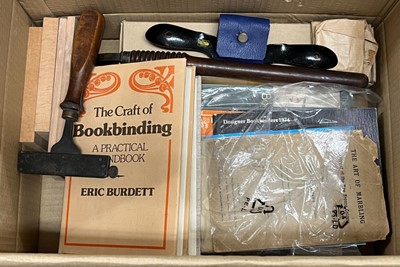 The Craft of
Bookbinding
A PRACTICAL
HANDBOOK
ERIC BURDETT
Designer Bookbinders 1974
THE ART OF MARBLING